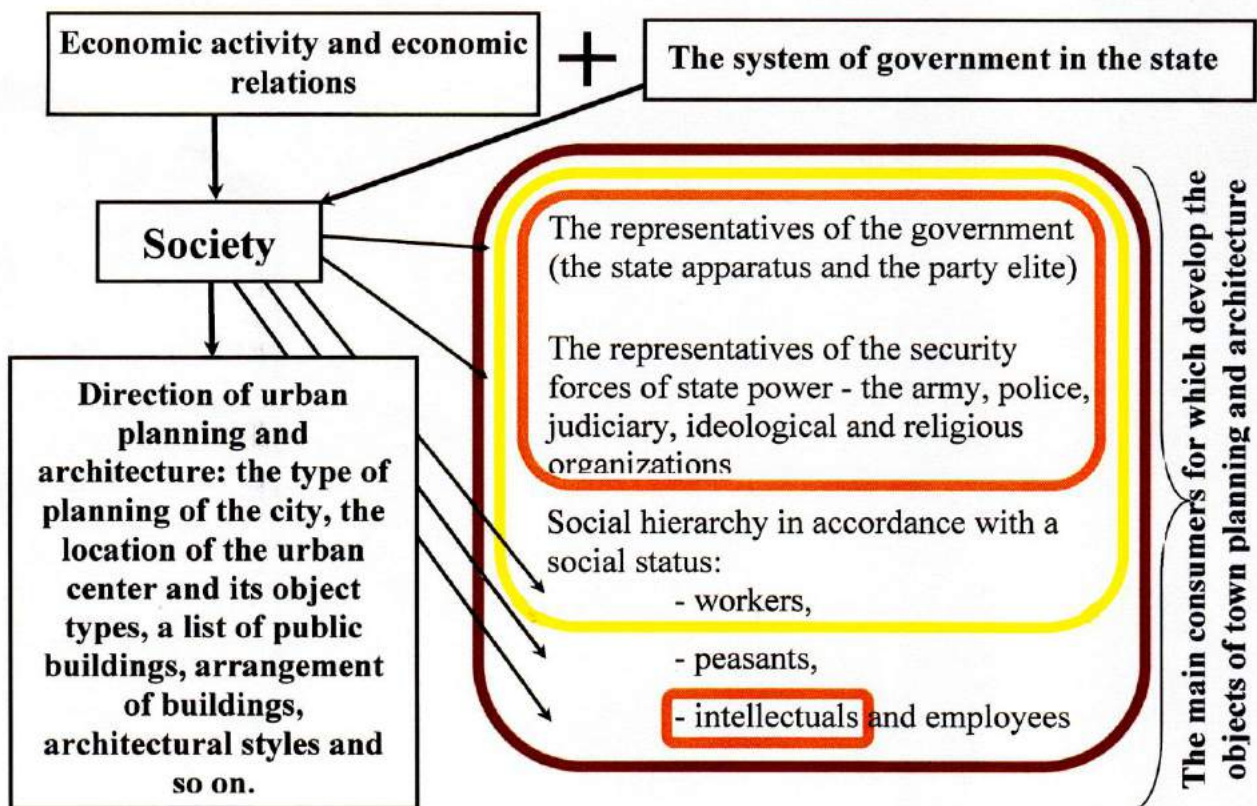 Economic activity and economic
relations
+
The system of government in the state
Society
The representatives of the government
(the state apparatus and the party elite)
The representatives of the security
forces of state power - the army, police,
judiciary, ideological and religious
organizations
Social hierarchy in accordance with a
social status:
- workers,
- peasants,
- intellectuals and employees
Direction of urban
planning and
architecture: the type of
planning of the city, the
location of the urban
center and its object
types, a list of public
buildings, arrangement
of buildings,
architectural styles and
so on.
The main consumers for which develop the
objects of town planning and architecture